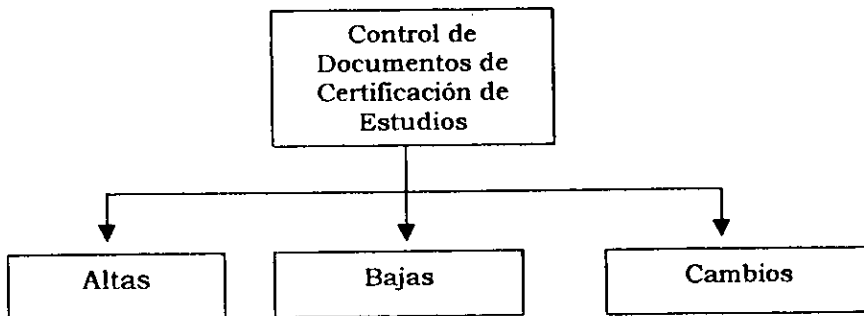 Control de
Documentos de
Certificación de
Estudios
Altas
Bajas
Cambios